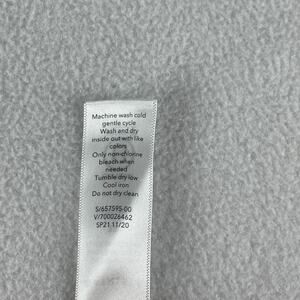 Machine wash cold
gentle cycle
Wash and dry
inside out with like
colors
Only non-chlorine
bleach when
needed
Tumble dry low
Cool iron
Do not dry clean
S/657595-00
V/700026462
SP21 11/20